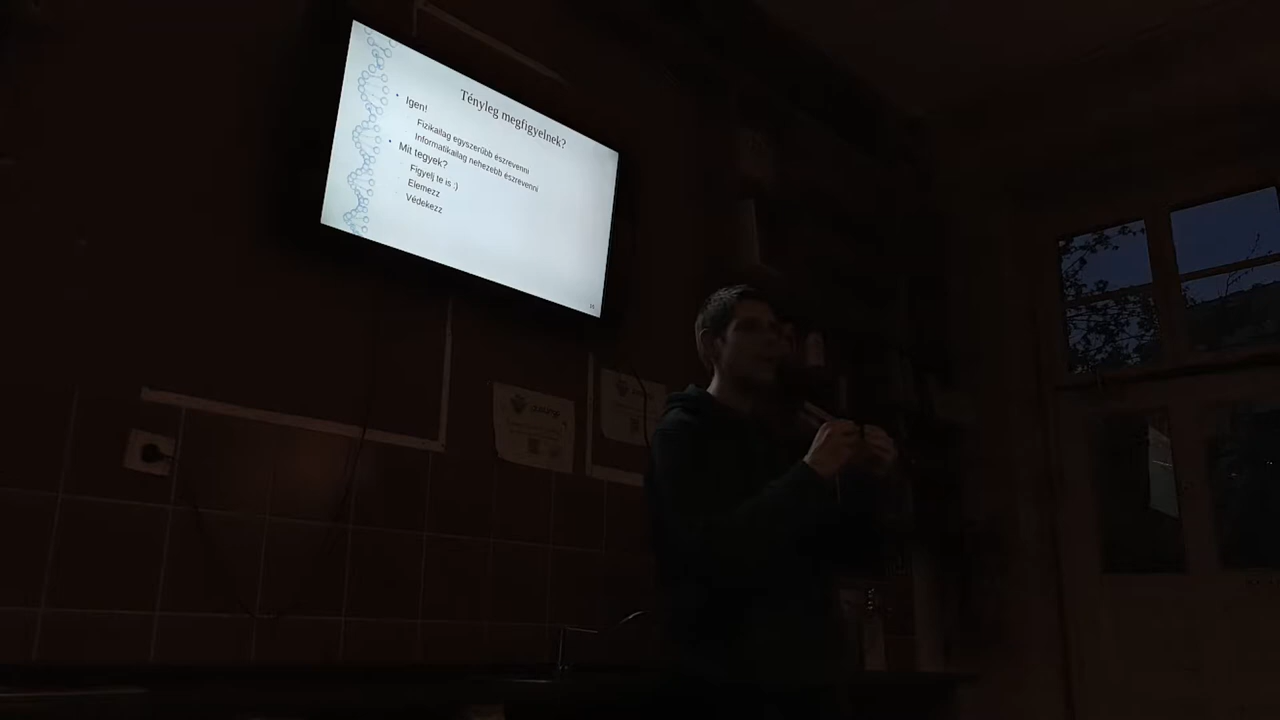 Tényleg megfigyelnek?
Igen!
Fizikailag egyszerűbb észrevenni
Informatikailag nehezebb észrevenni
Mit tegyek?
Figyelj te is :)
Elemezz
Védekezz